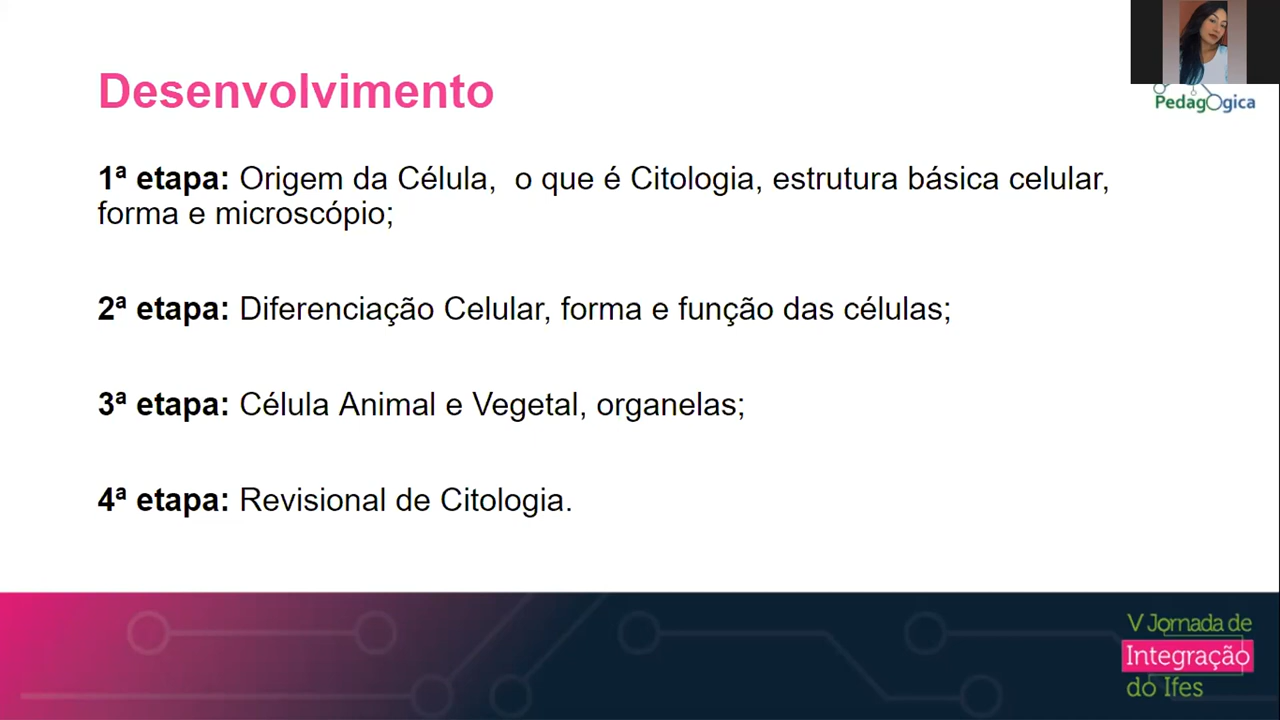 Desenvolvimento
Pedagógica
1ª etapa: Origem da Célula,  o que é Citologia, estrutura básica celular,
forma e microscópio;
2ª etapa: Diferenciação Celular, forma e função das células;
3ª etapa: Célula Animal e Vegetal, organelas;
4ª etapa: Revisional de Citologia.
V Jornada de
Integração
do Ifes